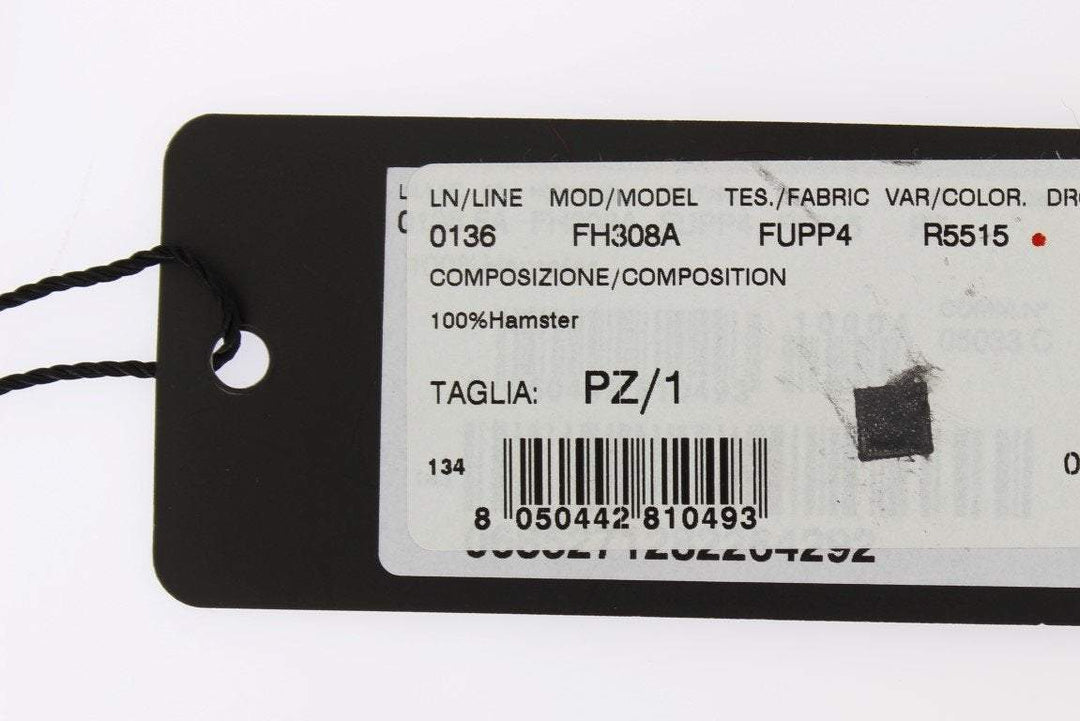 LN/LINE MOD/MODEL TES./FABRIC VAR/COLOR.
0136 FH308A FUPP4 R5515
COMPOSIZIONE/COMPOSITION
100%Hamster
TAGLIA: PZ/1
134
8 050442 810493